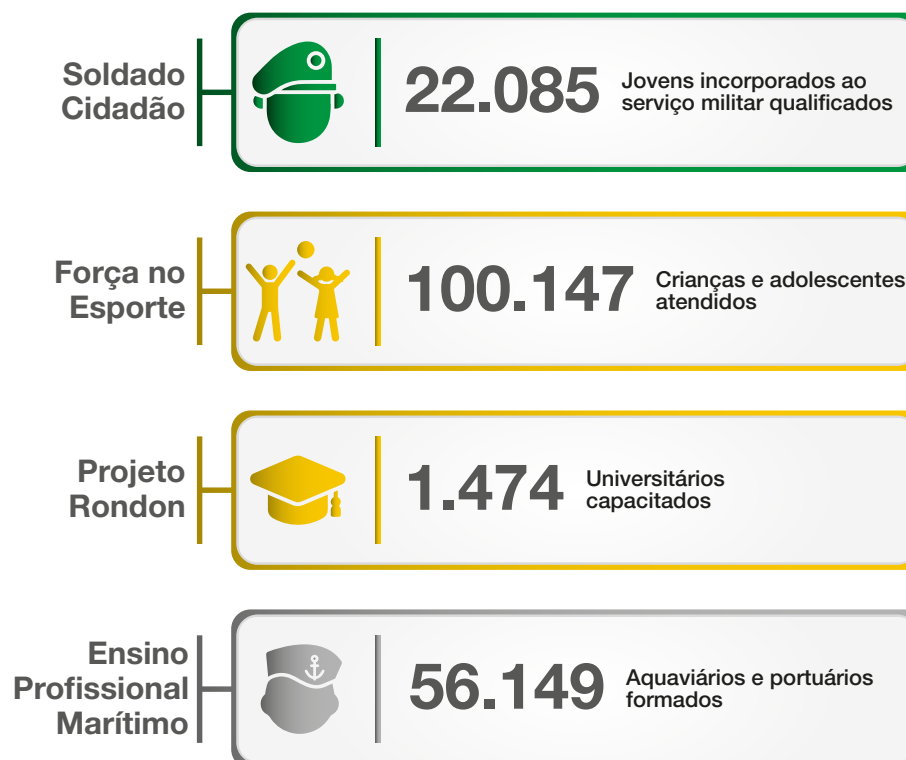 Soldado
Cidadão
22.085
Jovens incorporados ao
serviço militar qualificados
Força no
Esporte
100.147
Crianças e adolescentes
atendidos
Projeto
Rondon
1.474
Universitários
capacitados
Ensino
Profissional
Marítimo
56.149
Aquaviários e portuários
formados